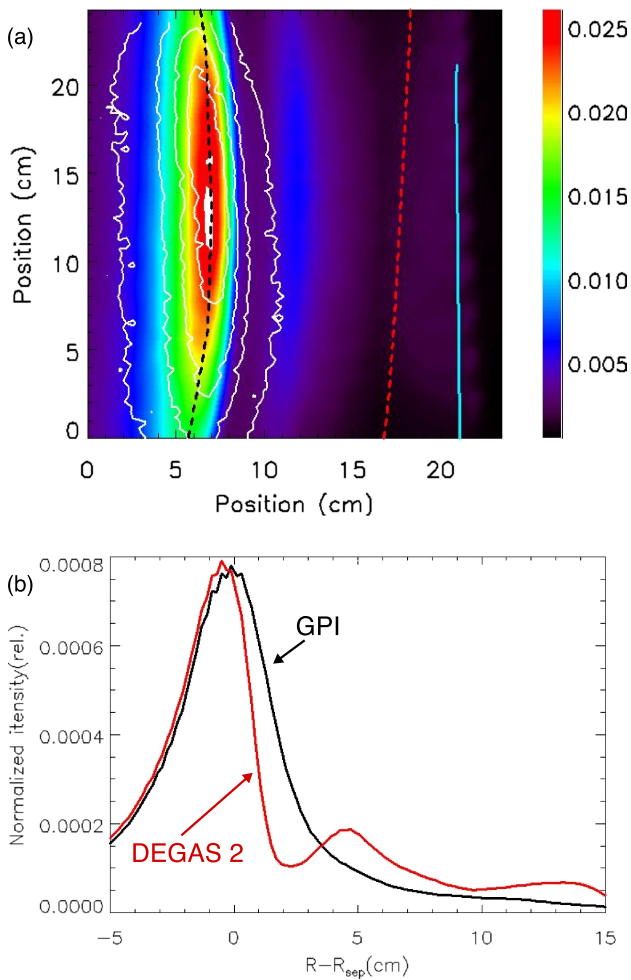 (a)
Position (cm)
20
15
10
5
0
0 5 10 15 20
Position (cm)
0.025
0.020
0.015
0.010
0.005
(b)
Normalized itensity(rel.)
0.0008
0.0006
0.0004
0.0002
0.0000
GPI
DEGAS 2
-5 0 5 10 15
R-Rsep(cm)